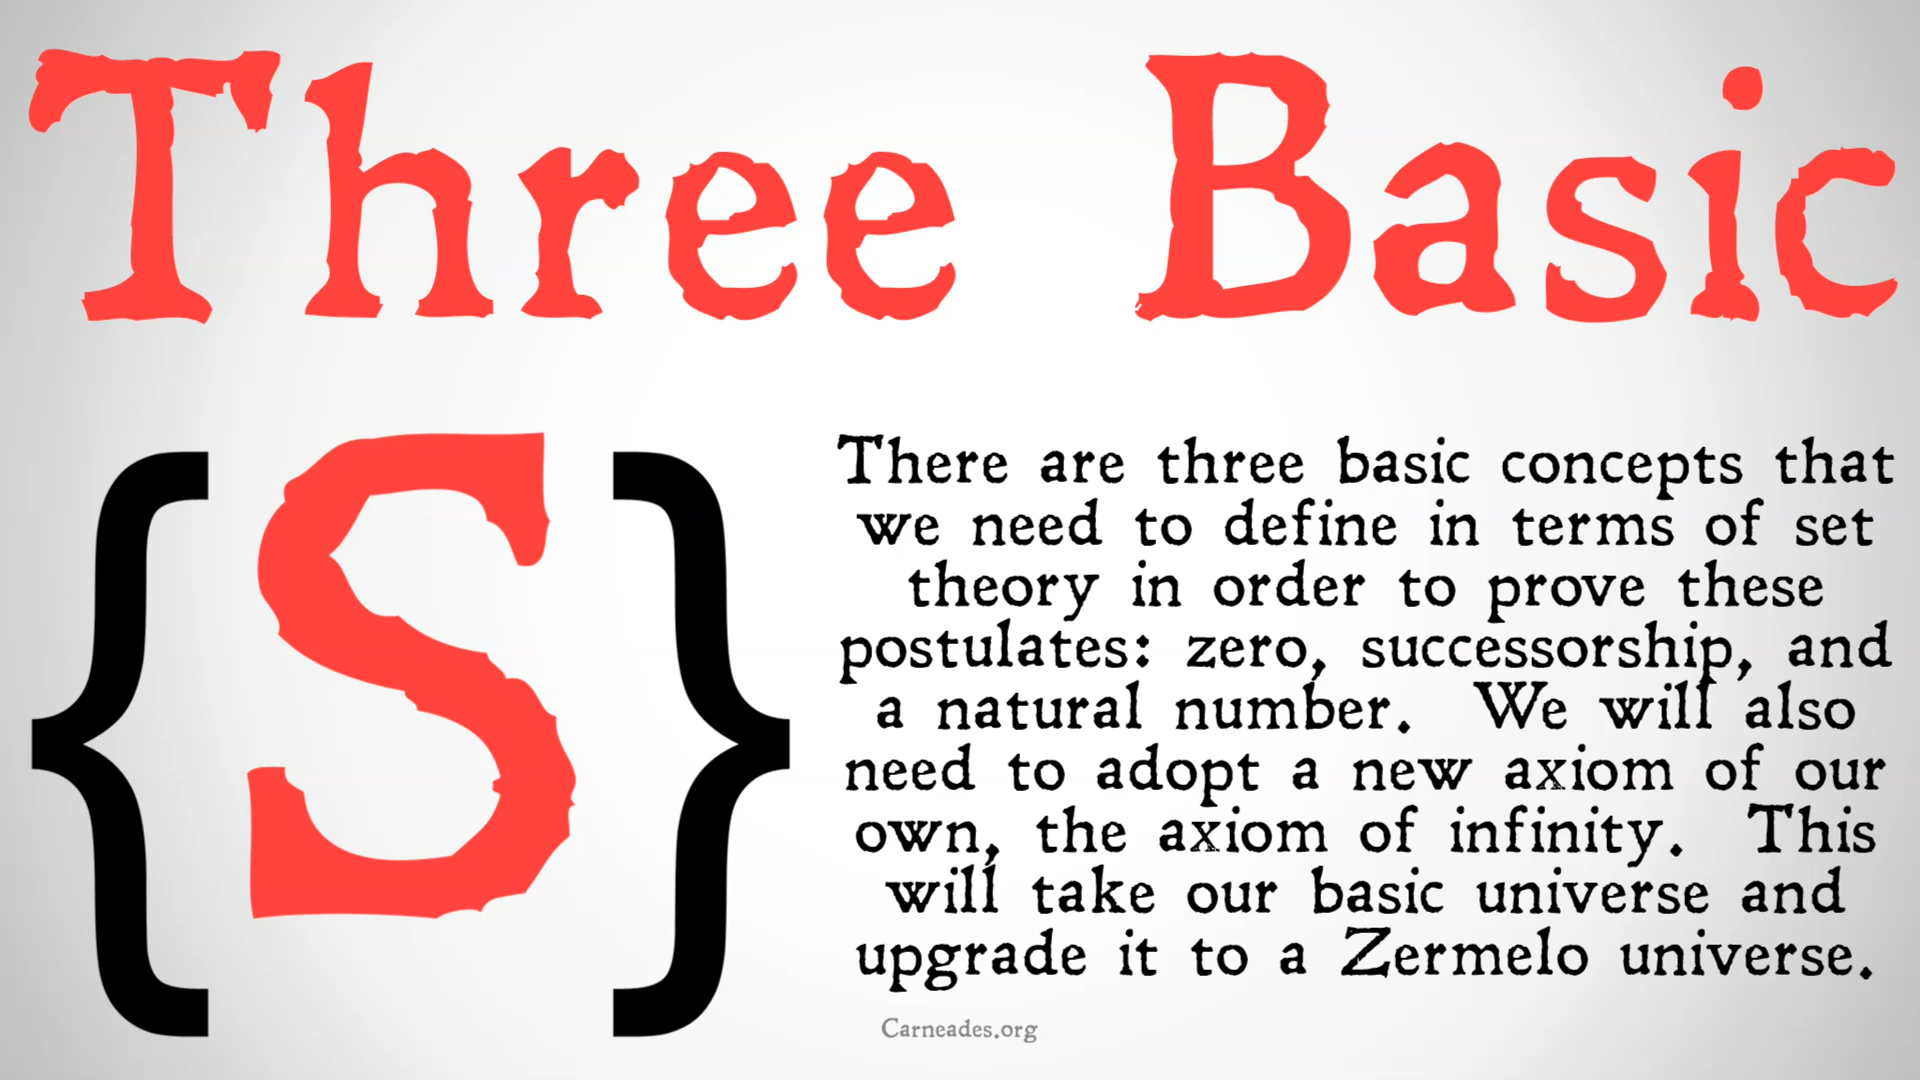 Three Basic
{S}
There are three basic concepts that
we need to define in terms of set
theory in order to prove these
postulates: zero, successorship, and
a natural number. We will also
need to adopt a new axiom of our
own, the axiom of infinity. This
will take our basic universe and
upgrade it to a Zermelo universe.
Carneades.org